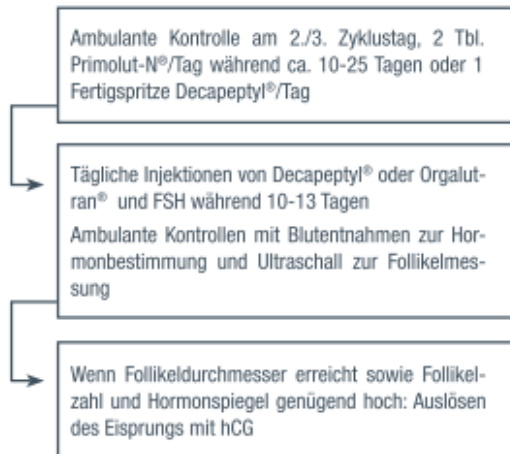 Ambulante Kontrolle am 2./3. Zyklustag, 2 Tbl.
Primolut-N®/Tag während ca. 10-25 Tagen oder 1
Fertigspritze Decapeptyl®/Tag
Tägliche Injektionen von Decapeptyl® oder Orgalut-
ran® und FSH während 10-13 Tagen
Ambulante Kontrollen mit Blutentnahmen zur Hor-
monbestimmung und Ultraschall zur Follikelmes-
sung
Wenn Follikeldurchmesser erreicht sowie Follikel-
zahl und Hormonspiegel genügend hoch: Auslösen
des Eisprungs mit hCG